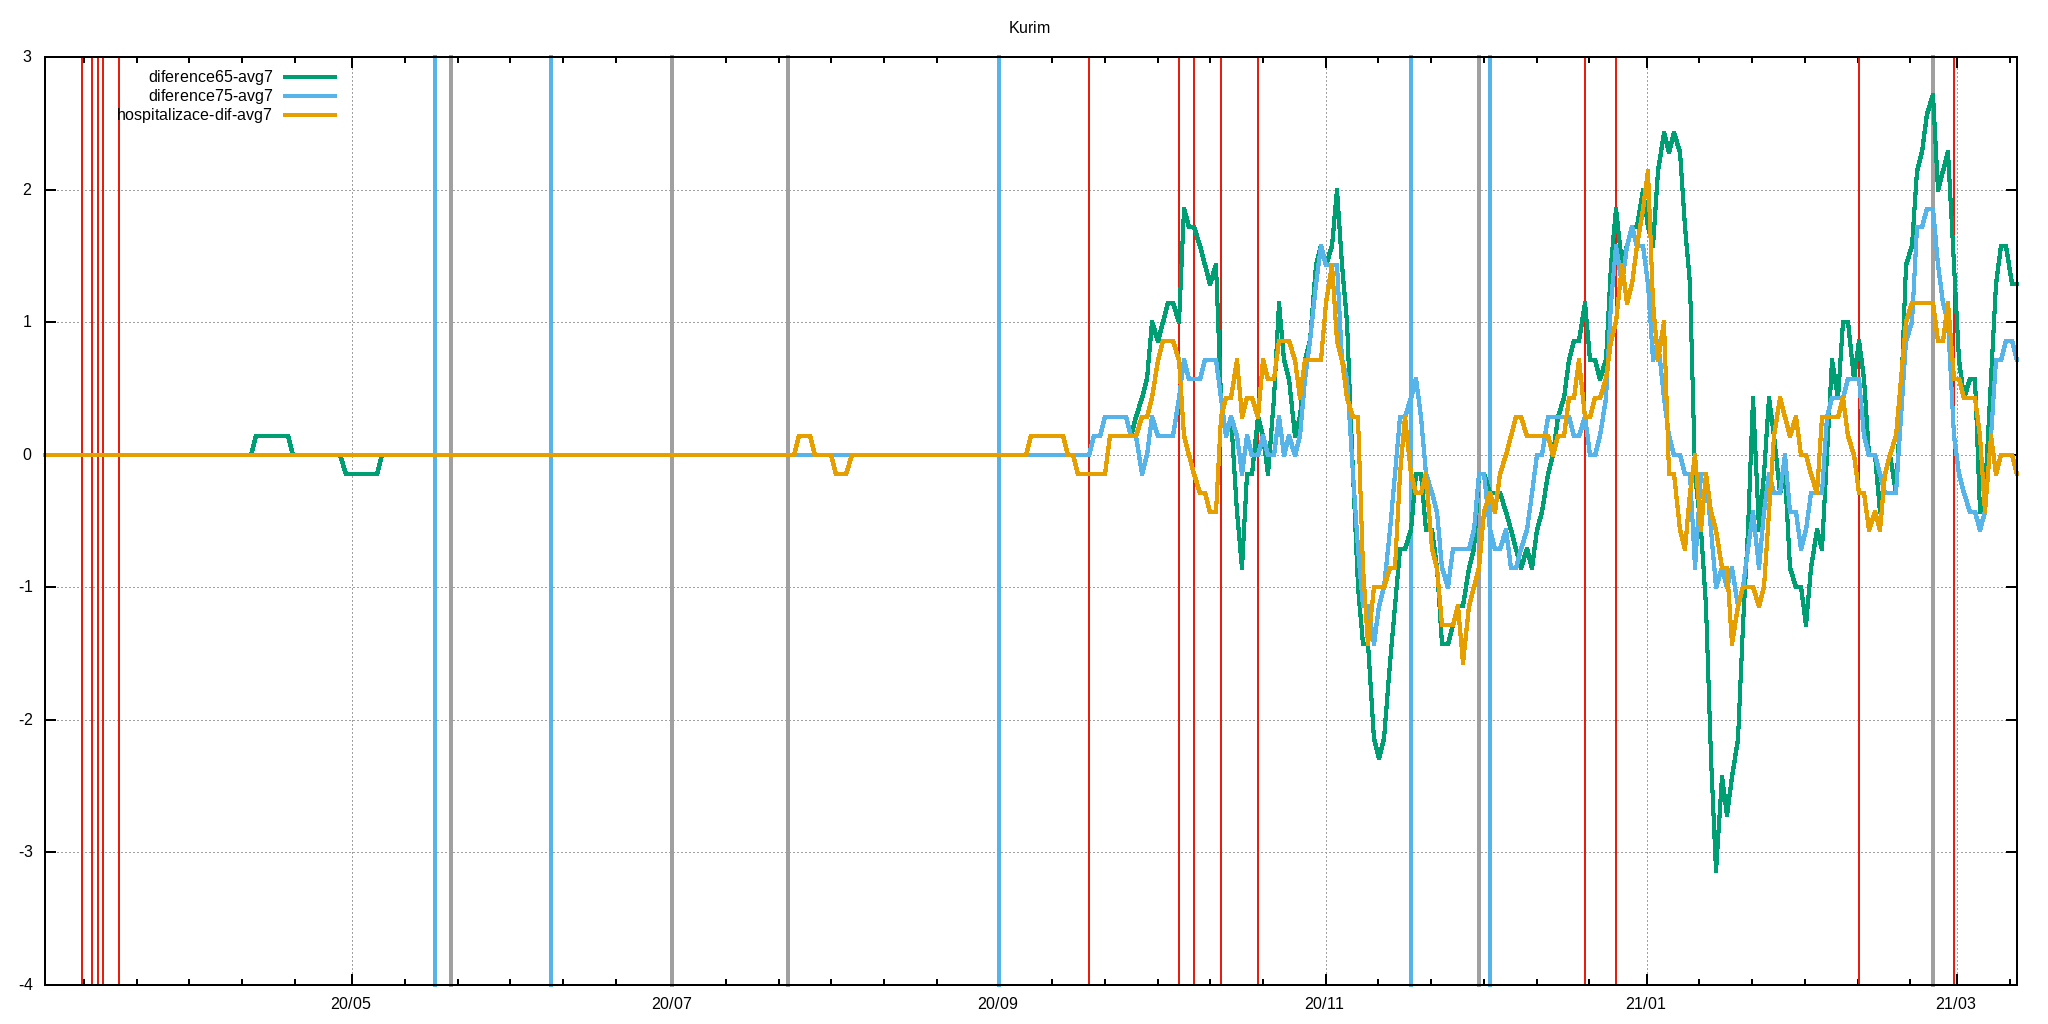 Kurim
3
diference65-avg7
diference75-avg7
hospitalizace-dif-avg7
2
1
0
-1
-2
-3
-4
20/05 20/07 20/09 20/11 21/01 21/03